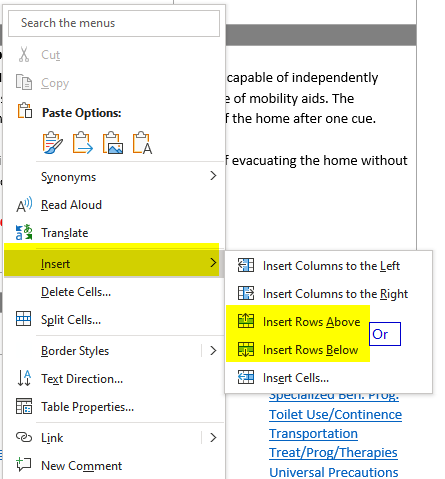 Search the menus
Cut
Copy
capable of independently
Paste Options:
e of mobility aids. The
f the home after one cue.
Synonyms
f evacuating the home without
Read Aloud
Translate
Insert
Insert Columns to the Left
Delete Cells...
Insert Columns to the Right
Split Cells...
Insert Rows Above
Or
Border Styles
Insert Rows Below
Text Direction...
Insert Cells...
Specialized Ben. Prog.
Table Properties...
Toilet Use/Continence
Link
Transportation
Treat/Prog/Therapies
New Comment
Universal Precautions